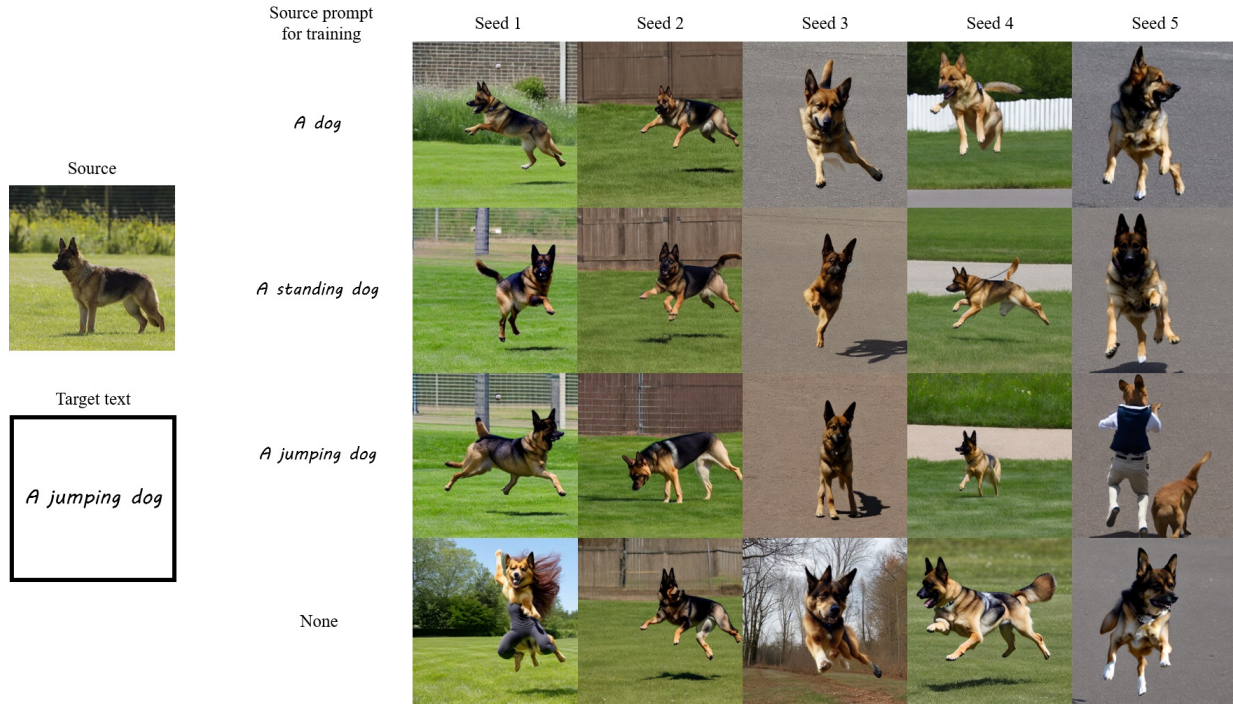 Source prompt
for training
Seed 1
Seed 2
Seed 3
Seed 4
Seed 5
A dog
Source
A standing dog
Target text
A jumping dog
A jumping dog
None